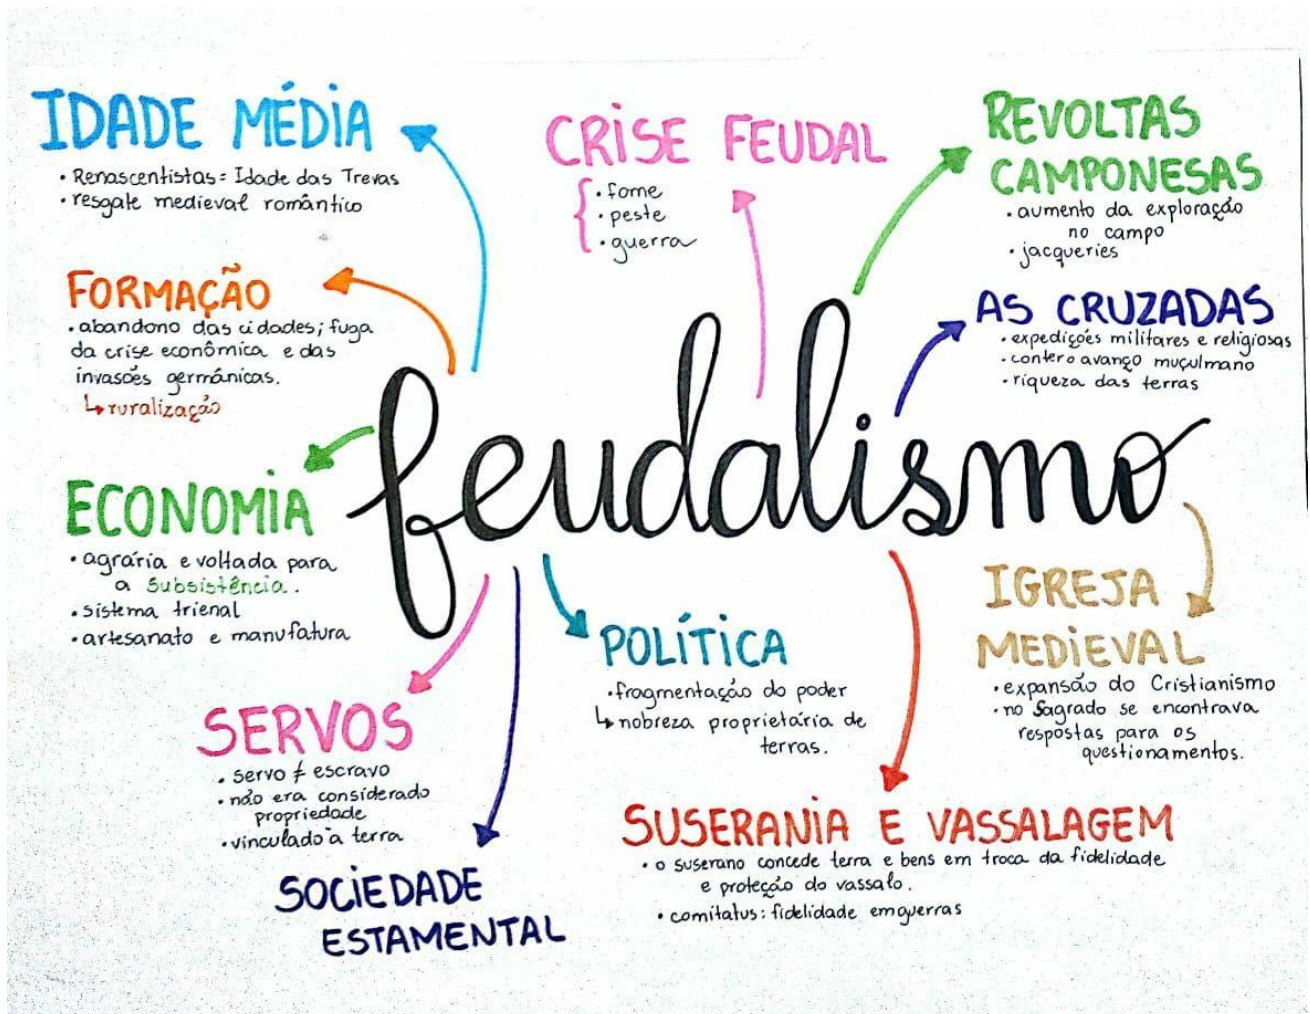 IDADE MÉDIA
• Renascentistas = Idade das Trevas
• resgate medieval romântico
FORMAÇÃO
• abandono das cidades; fuga
da crise econômica e das
invasões germânicas.
↳ ruralização
ECONOMIA
• agrária e voltada para
a Subsistência.
• sistema trienal
• artesanato e manufatura
SERVOS
• servo ≠ escravo
• não era considerado
propriedade
• vinculado à terra
SOCIEDADE
ESTAMENTAL
CRISE FEUDAL
• fome
• peste
• guerra
feudalismo
POLÍTICA
• fragmentação do poder
↳ nobreza proprietária de
terras.
SUSERANIA E VASSALAGEM
• o suserano concede terra e bens em troca da fidelidade
e proteção do vassalo.
• comitatus: fidelidade em guerras
REVOLTAS
CAMPONESAS
• aumento da exploração
no campo
• jacqueries
AS CRUZADAS
• expedições militares e religiosas
• conter o avanço muçulmano
• riqueza das terras
IGREJA
MEDIEVAL
• expansão do Cristianismo
• no Sagrado se encontrava
respostas para os
questionamentos.